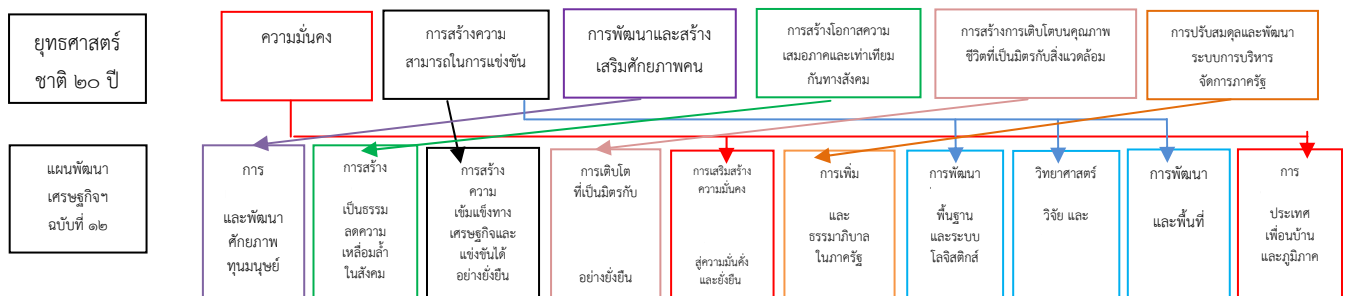 ยุทธศาสตร์
ชาติ ๒๐ ปี
ความมั่นคง
การสร้างความ
สามารถในการแข่งขัน
การพัฒนาและสร้าง
เสริมศักยภาพคน
การสร้างโอกาสความ
เสมอภาคและเท่าเทียม
กันทางสังคม
การสร้างการเติบโตบนคุณภาพ
ชีวิตที่เป็นมิตรกับสิ่งแวดล้อม
การปรับสมดุลและพัฒนา
ระบบการบริหาร
จัดการภาครัฐ
แผนพัฒนา
เศรษฐกิจฯ
ฉบับที่ ๑๒
การ
และพัฒนา
ศักยภาพ
ทุนมนุษย์
การสร้าง
เป็นธรรม
ลดความ
เหลื่อมล้ำ
ในสังคม
การสร้าง
ความ
เข้มแข็งทาง
เศรษฐกิจและ
แข่งขันได้
อย่างยั่งยืน
การเติบโต
ที่เป็นมิตรกับ
อย่างยั่งยืน
การเสริมสร้าง
ความมั่นคง
สู่ความมั่งคั่ง
และยั่งยืน
การเพิ่ม
และ
ธรรมาภิบาล
ในภาครัฐ
การพัฒนา
พื้นฐาน
และระบบ
โลจิสติกส์
วิทยาศาสตร์
วิจัย และ
การพัฒนา
และพื้นที่
การ
ประเทศ
เพื่อนบ้าน
และภูมิภาค